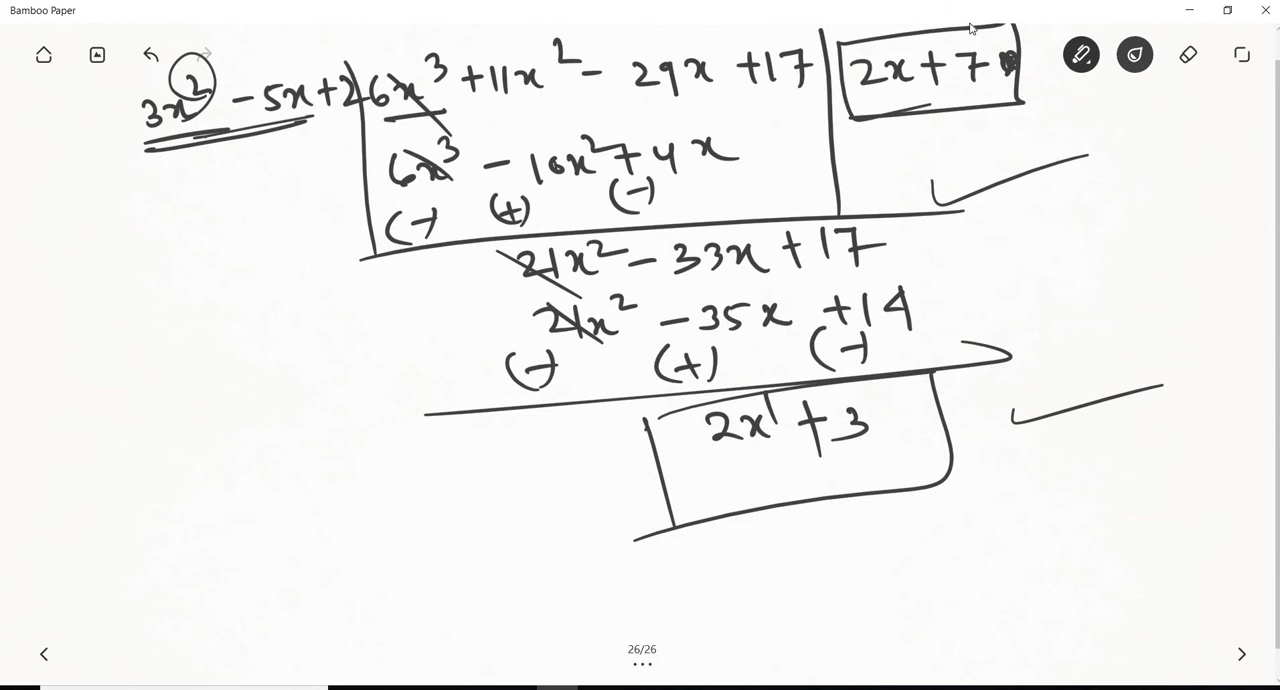 Bamboo Paper
3x² - 5x + 2 6x³ + 11x² - 29x + 17 2x + 7
6x³ - 10x² + 4x
(-) (+) (-)
21x² - 33x + 17
21x² - 35x + 14
(-) (+) (-)
2x¹ + 3
26/26